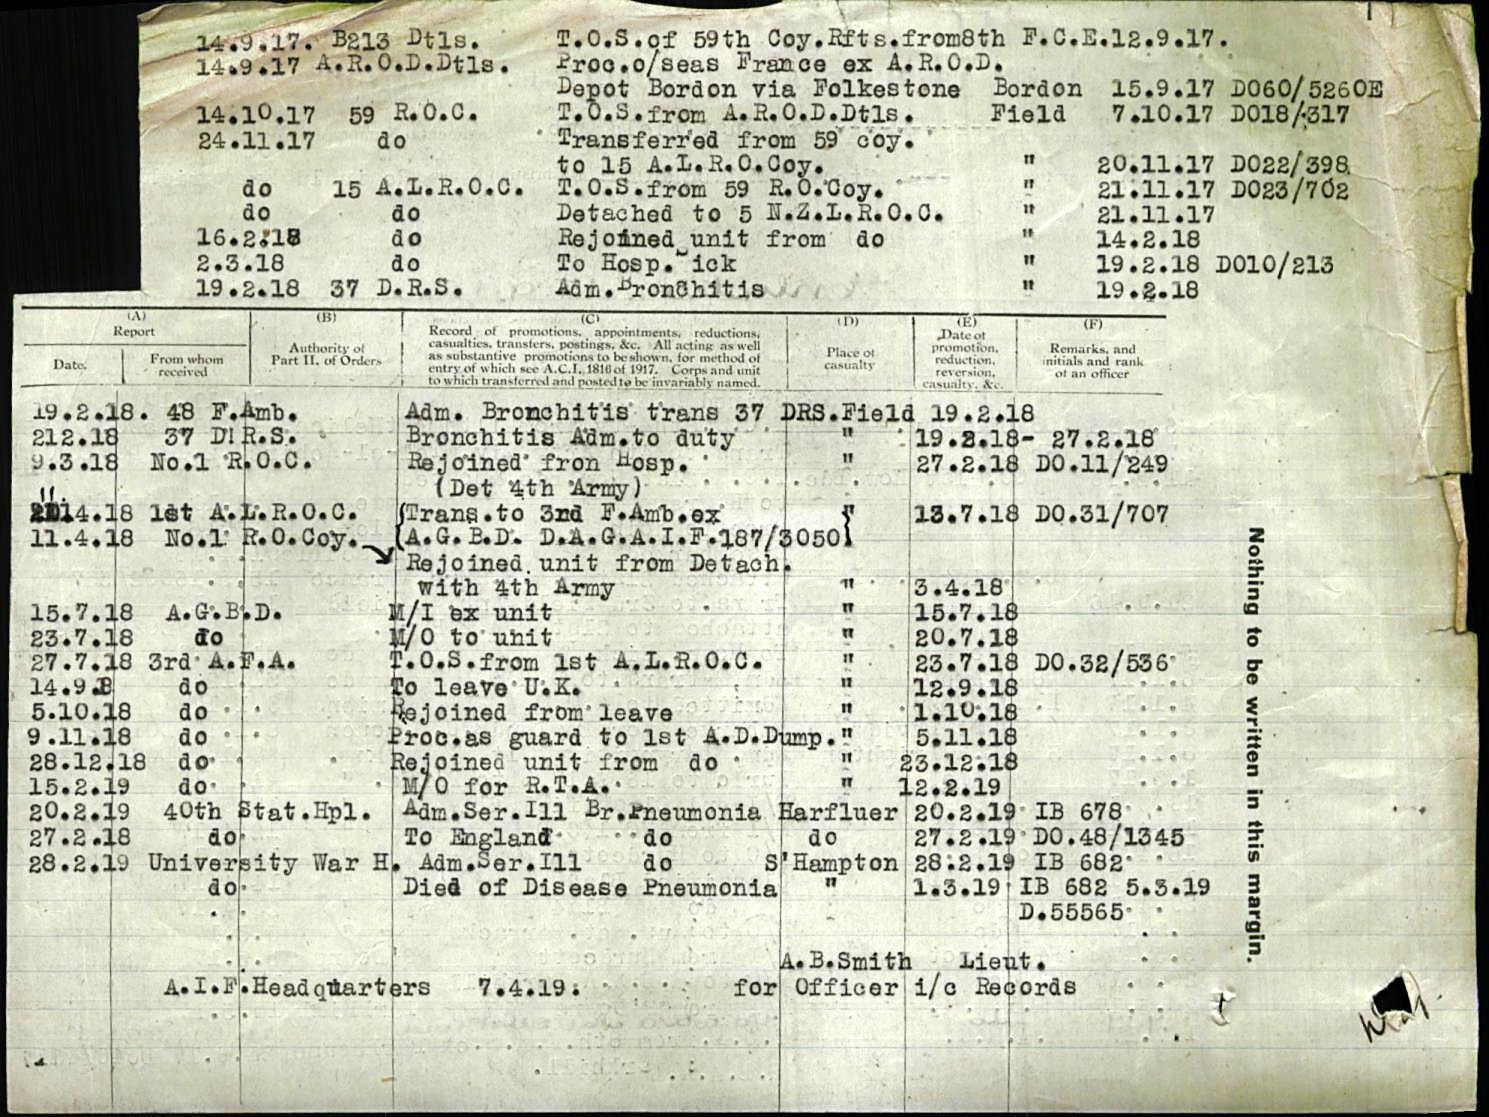 14.9.17. B213 Dtls. T.O.S.of 59th Coy.Rfts.from8th F.C.E.12.9.17.
14.9.17 A.R.O.D.Dtls. Proc.o/seas France ex A.R.O.D.
Depot Bordon via Folkestone Bordon 15.9.17 DO60/5260E
14.10.17 59 R.O.C. T.O.S.from A.R.O.D.Dtls. Field 7.10.17 DO18/317
24.11.17 do Transferred from 59 coy.
to 15 A.L.R.O.Coy. " 20.11.17 DO22/398
do 15 A.L.R.O.C. T.O.S.from 59 R.O.Coy. " 21.11.17 DO23/702
do do Detached to 5 N.Z.L.R.O.C. " 21.11.17
16.2.18 do Rejoined unit from do " 14.2.18
2.3.18 do To Hosp. ick " 19.2.18 DO10/213
19.2.18 37 D.R.S. Adm.Bronchitis " 19.2.18
(A) (B) (C) (D) (E) (F)
Report
Date. From whom received
Authority of Part II. of Orders
Record of promotions, appointments, reductions,
casualties, transfers, postings, &c. All acting as well
as substantive promotions to be shown, for method of
entry of which see A.C.I. 1816 of 1917. Corps and unit
to which transferred and posted to be invariably named.
Place of casualty
Date of promotion, reduction, reversion, casualty, &c.
Remarks, and initials and rank of an officer
19.2.18. 48 F.Amb. Adm. Bronchitis trans 37 DRS.Field 19.2.18
212.18 37 D!R.S. Bronchitis Adm.to duty " 19.2.18- 27.2.18
9.3.18 No.1 R.O.C. Rejoined fron Hosp. " 27.2.18 DO.11/249
(Det 4th Army)
14.18 1st A.L.R.O.C. (Trans.to 3rd F.Amb.ex " 13.7.18 DO.31/707
11.4.18 No.1 R.O.Coy. (A.G.B.D. D.A.G.A.I.F.187/3050)
Rejoined unit from Detach.
with 4th Army " 3.4.18
15.7.18 A.G.B.D. M/I ex unit " 15.7.18
23.7.18 do M/O to unit " 20.7.18
27.7.18 3rd A.F.A. T.O.S.from 1st A.L.R.O.C. " 23.7.18 DO.32/536
14.9.8 do To leave U.K. " 12.9.18
5.10.18 do Rejoined from leave " 1.10.18
9.11.18 do Proc.as guard to 1st A.D.Dump." 5.11.18
28.12.18 do Rejoined unit from do " 23.12.18
15.2.19 do M/O for R.T.A. " 12.2.19
20.2.19 40th Stat.Hpl. Adm.Ser.Ill Br.Pneumonia Harfluer 20.2.19 IB 678
27.2.18 do To England do do 27.2.19 DO.48/1345
28.2.19 University War H. Adm.Ser.Ill do S'Hampton 28.2.19 IB 682
do Died of Disease Pneumonia " 1.3.19 IB 682 5.3.19
D.55565
A.B.Smith Lieut.
A.I.F.Headquarters 7.4.19. for Officer i/c Records
Nothing to be written in this margin.